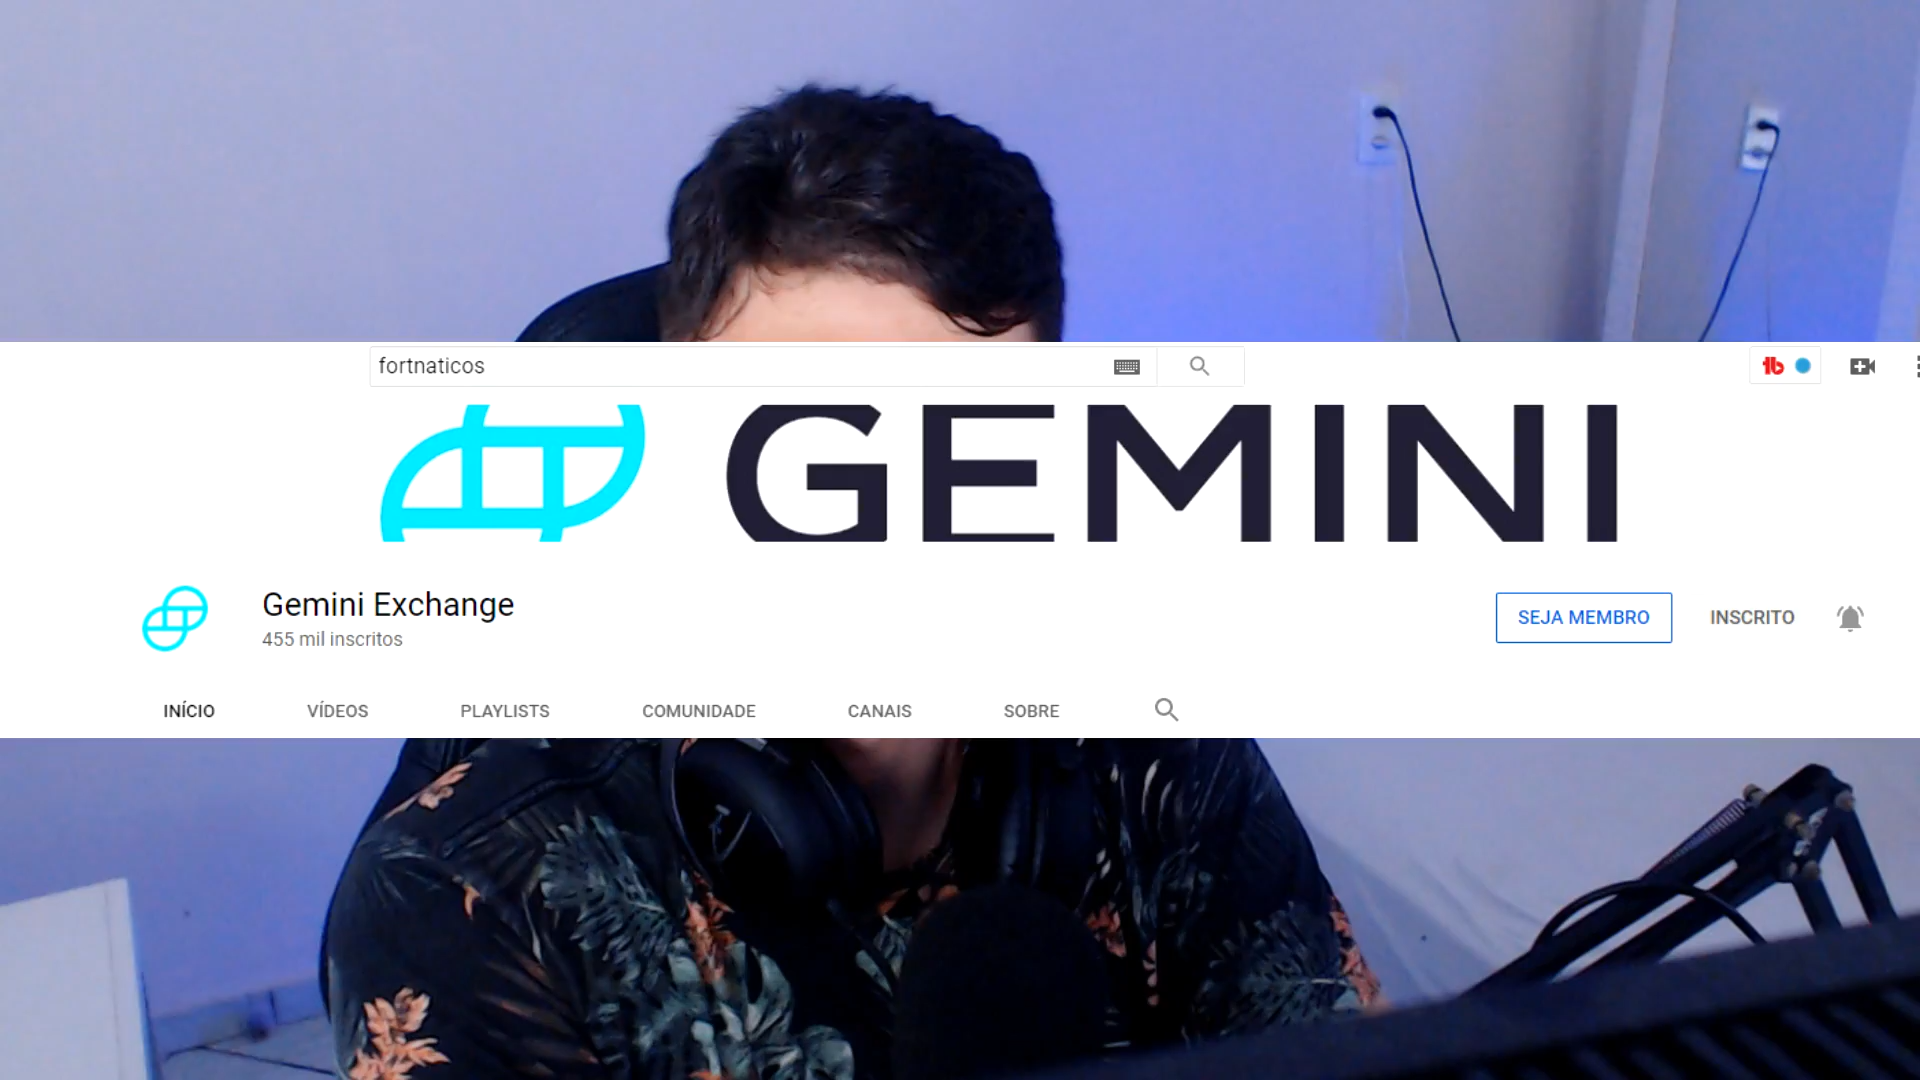 fortnaticos
GEMINI
Gemini Exchange
455 mil inscritos
SEJA MEMBRO
INSCRITO
INÍCIO
VÍDEOS
PLAYLISTS
COMUNIDADE
CANAIS
SOBRE